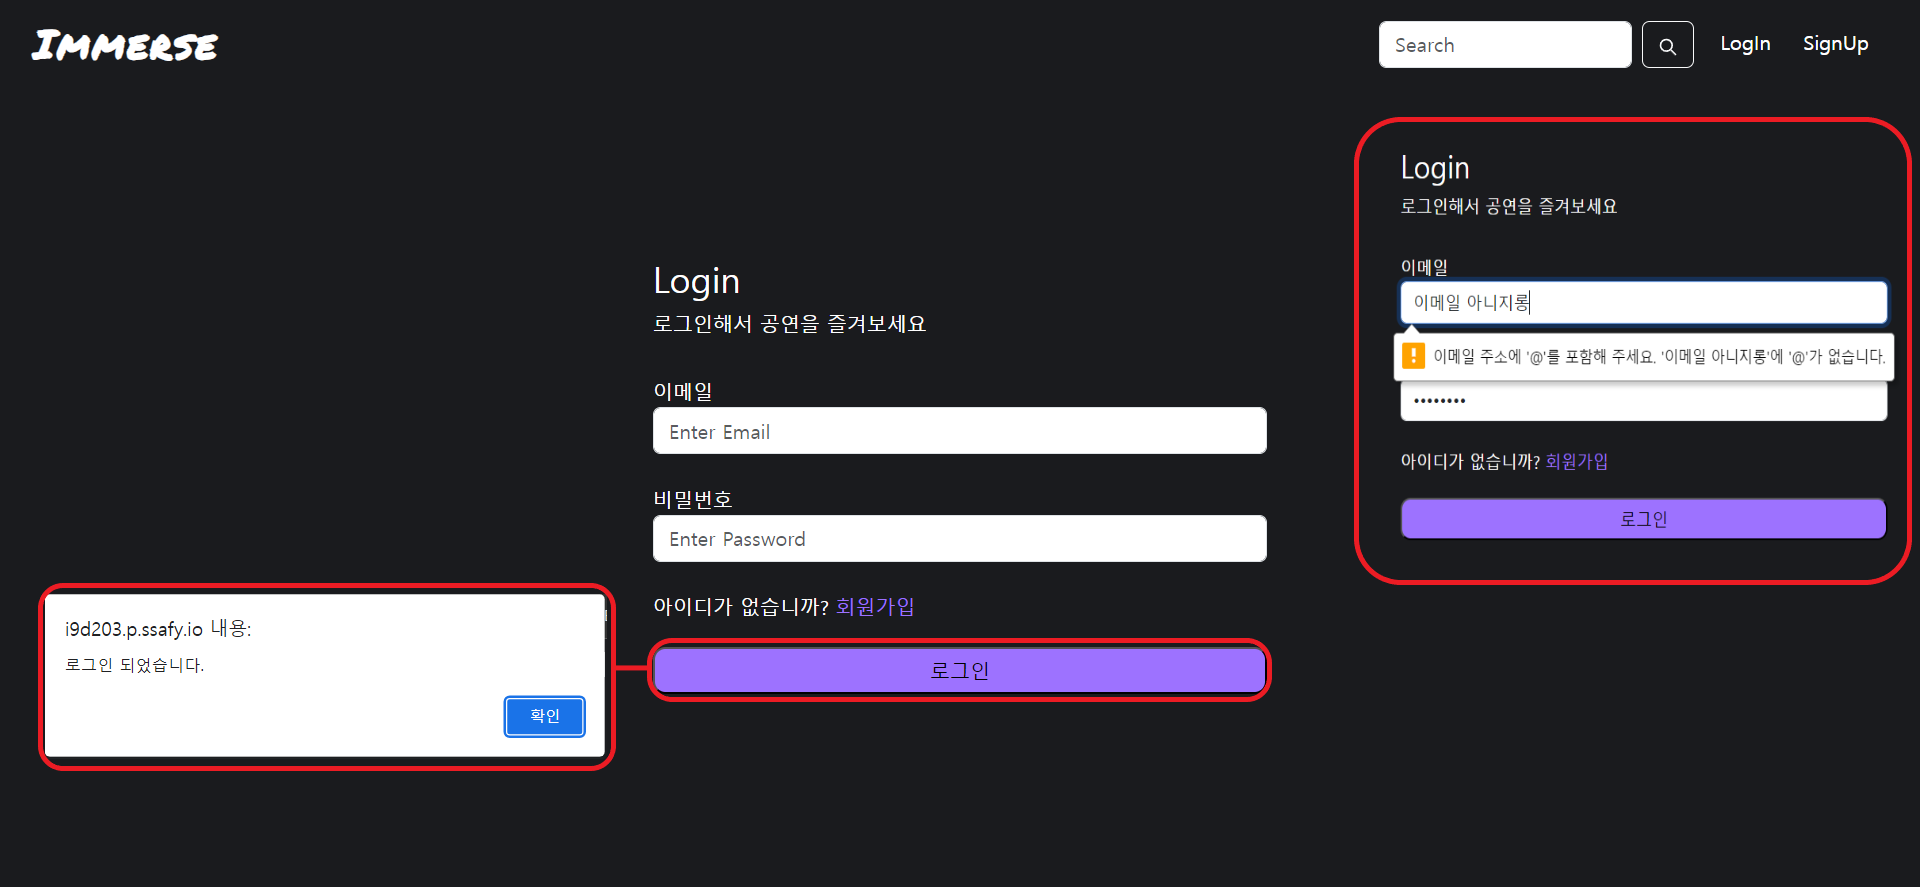 IMMERSE
Search
LogIn
SignUp
Login
로그인해서 공연을 즐겨보세요
이메일
Enter Email
비밀번호
Enter Password
아이디가 없습니까? 회원가입
로그인
i9d203.p.ssafy.io 내용:
로그인 되었습니다.
확인
Login
로그인해서 공연을 즐겨보세요
이메일
이메일 아니지롱
! 이메일 주소에 '@'를 포함해 주세요. '이메일 아니지롱'에 '@'가 없습니다.
••••••••
아이디가 없습니까? 회원가입
로그인